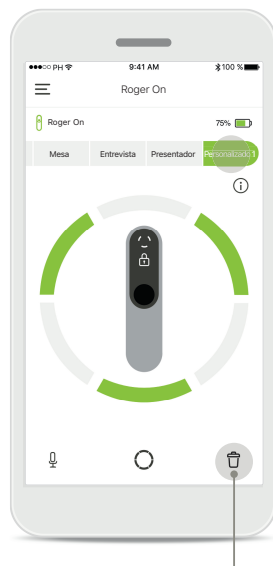 PH 9:41 AM 100 %
Roger On
Roger On 75%
Mesa Entrevista Presentador Personalizado 1